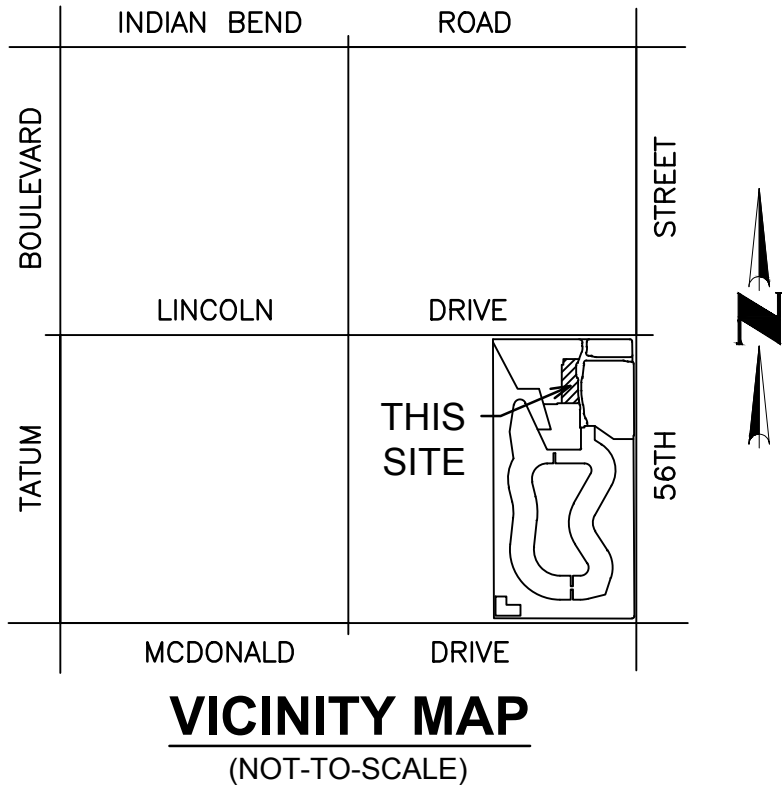 INDIAN BEND ROAD
BOULEVARD
STREET
LINCOLN DRIVE
N
THIS
SITE
TATUM
56TH
MCDONALD DRIVE
VICINITY MAP
(NOT-TO-SCALE)